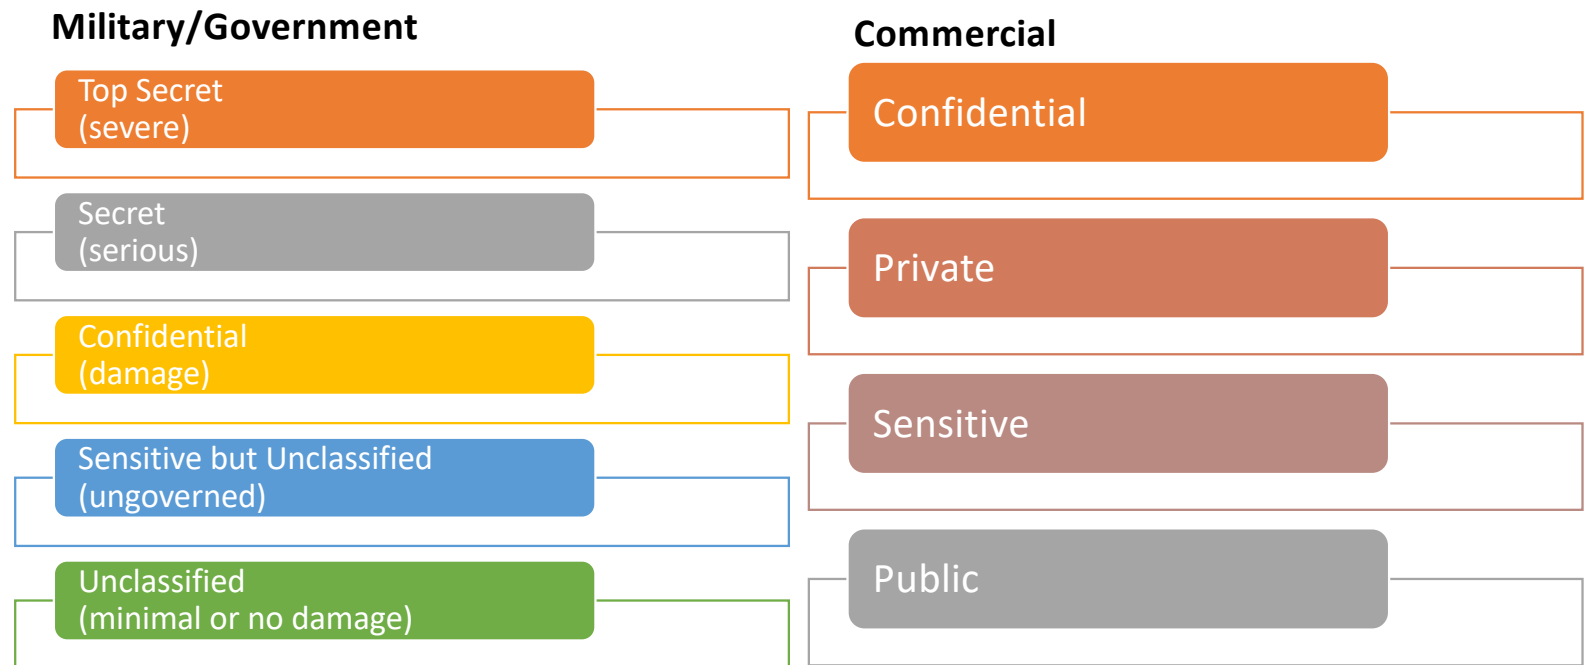 Military/Government
Top Secret
(severe)
Secret
(serious)
Confidential
(damage)
Sensitive but Unclassified
(ungoverned)
Unclassified
(minimal or no damage)
Commercial
Confidential
Private
Sensitive
Public